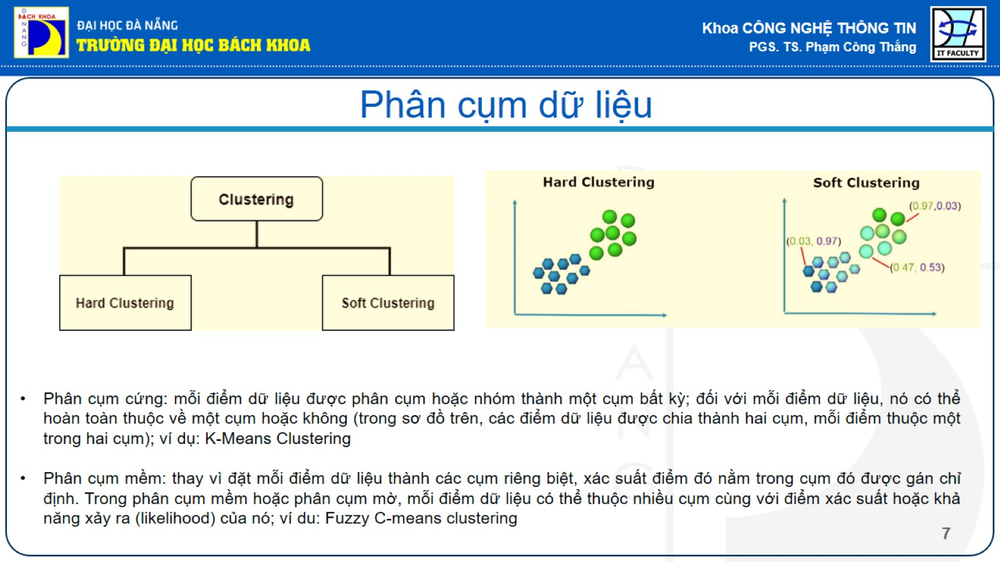 BÁCH KHOA
DANANG
ĐẠI HỌC ĐÀ NẴNG
TRƯỜNG ĐẠI HỌC BÁCH KHOA
Khoa CÔNG NGHỆ THÔNG TIN
PGS. TS. Phạm Công Thắng
IT FACULTY
Phân cụm dữ liệu
Clustering
Hard Clustering
Soft Clustering
Hard Clustering
Soft Clustering
(0.97,0.03)
(0.03, 0.97)
(0.47, 0.53)
• Phân cụm cứng: mỗi điểm dữ liệu được phân cụm hoặc nhóm thành một cụm bất kỳ; đối với mỗi điểm dữ liệu, nó có thể
hoàn toàn thuộc về một cụm hoặc không (trong sơ đồ trên, các điểm dữ liệu được chia thành hai cụm, mỗi điểm thuộc một
trong hai cụm); ví dụ: K-Means Clustering
• Phân cụm mềm: thay vì đặt mỗi điểm dữ liệu thành các cụm riêng biệt, xác suất điểm đó nằm trong cụm đó được gán chỉ
định. Trong phân cụm mềm hoặc phân cụm mờ, mỗi điểm dữ liệu có thể thuộc nhiều cụm cùng với điểm xác suất hoặc khả
năng xảy ra (likelihood) của nó; ví du: Fuzzy C-means clustering
7